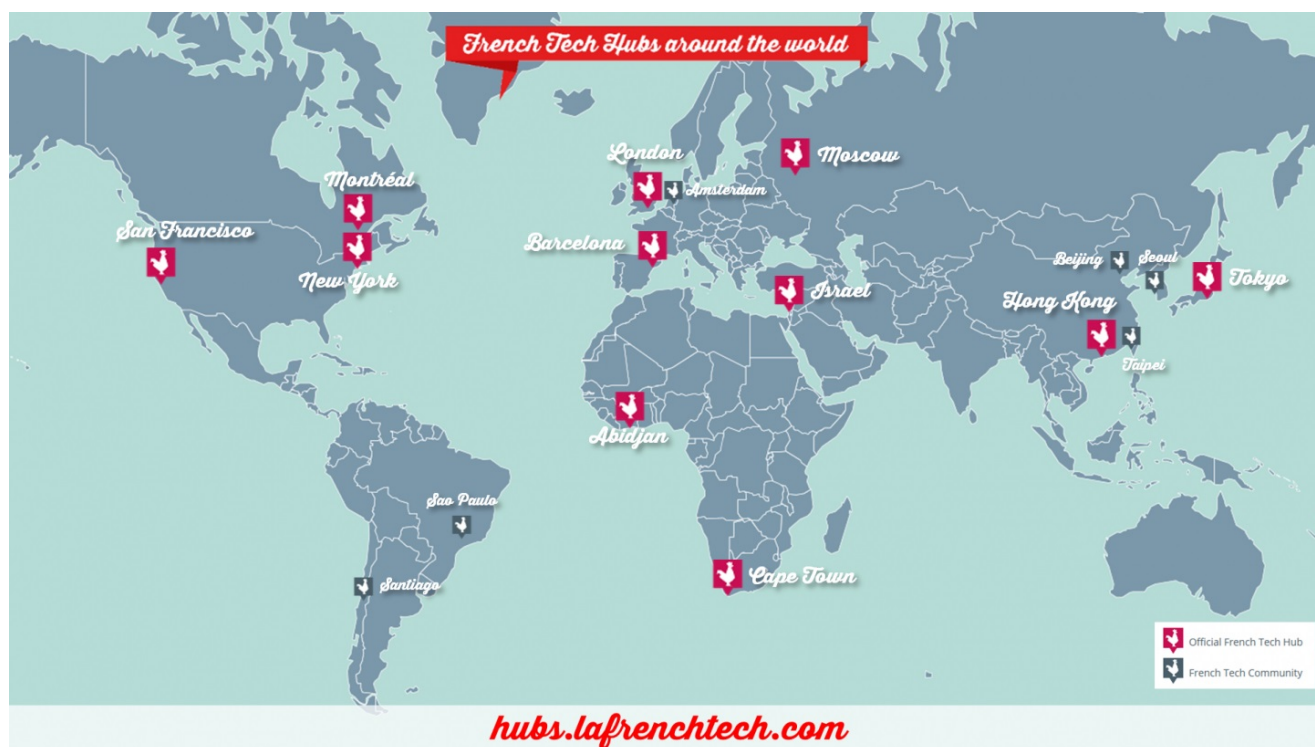 French Tech Hubs around the world
London
Moscow
Amsterdam
Montréal
San Francisco
Barcelona
New York
Israel
Beijing
Seoul
Tokyo
Hong Kong
Taipei
Abidjan
Sao Paulo
Santiago
Cape Town
Official French Tech Hub
French Tech Community
hubs.lafrenchtech.com